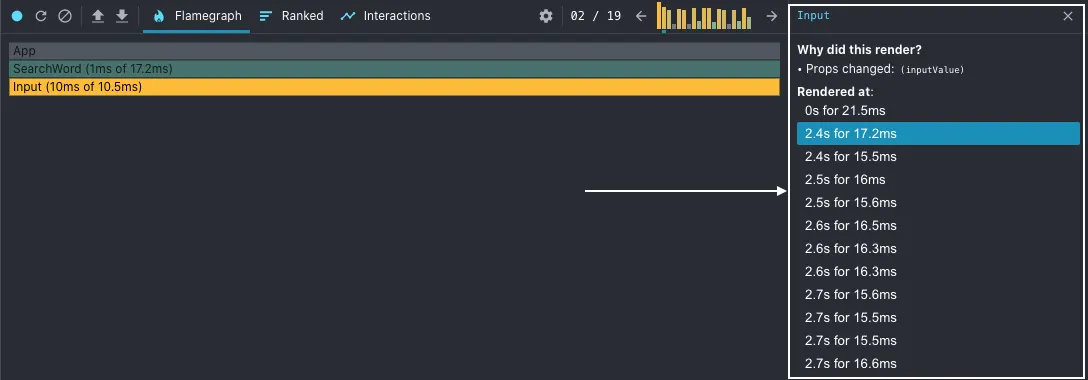 Flamegraph Ranked Interactions 02 / 19
App
SearchWord (1ms of 17.2ms)
Input (10ms of 10.5ms)
Input
Why did this render?
• Props changed: (inputValue)
Rendered at:
0s for 21.5ms
2.4s for 17.2ms
2.4s for 15.5ms
2.5s for 16ms
2.5s for 15.6ms
2.6s for 16.5ms
2.6s for 16.3ms
2.6s for 16.3ms
2.7s for 15.6ms
2.7s for 15.5ms
2.7s for 15.5ms
2.7s for 16.6ms